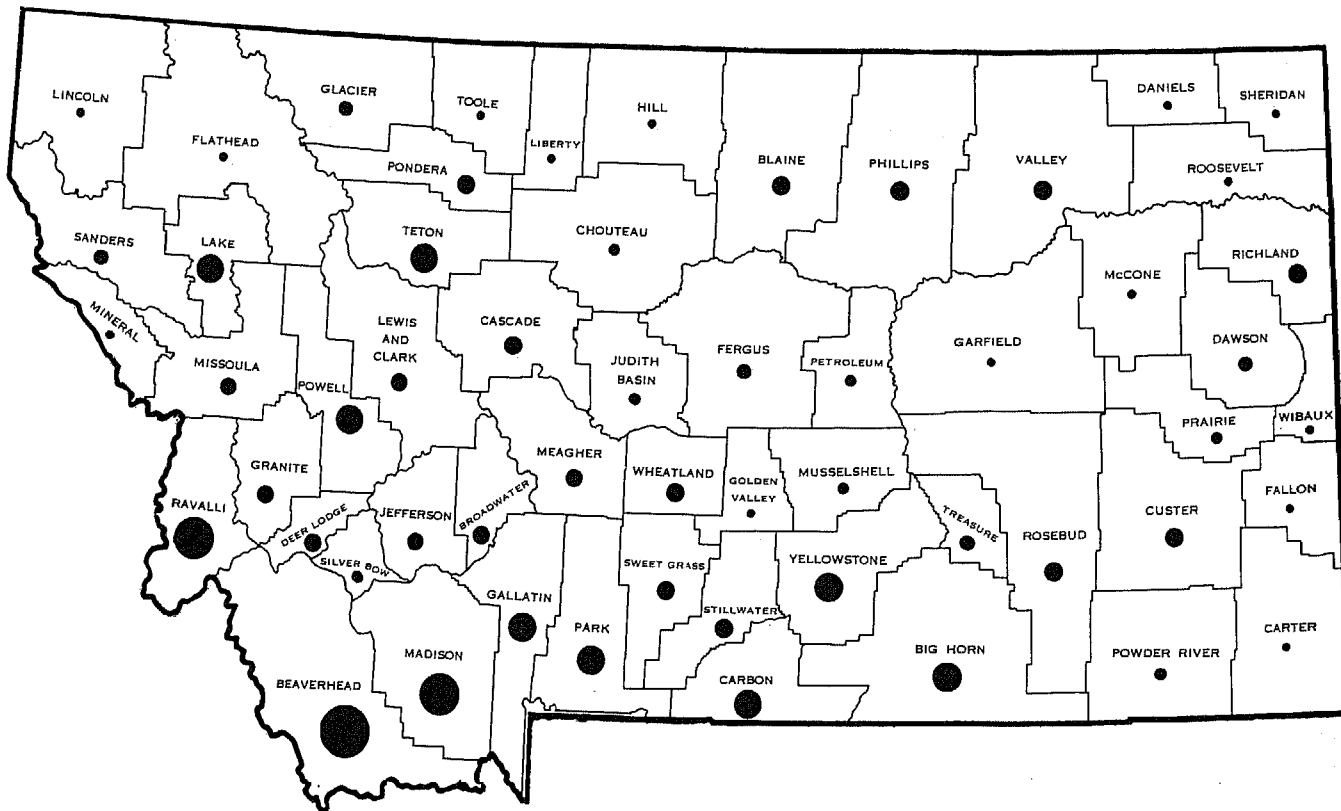 LINCOLN
FLATHEAD
GLACIER
TOOLE
LIBERTY
HILL
BLAINE
PHILLIPS
VALLEY
DANIELS
SHERIDAN
ROOSEVELT
PONDERA
TETON
CHOUTEAU
SANDERS
LAKE
RICHLAND
McCONE
MINERAL
MISSOULA
POWELL
LEWIS
AND
CLARK
CASCADE
JUDITH
BASIN
FERGUS
PETROLEUM
GARFIELD
DAWSON
PRAIRIE
WIBAUX
RAVALLI
GRANITE
DEER LODGE
SILVER BOW
JEFFERSON
BROADWATER
MEAGHER
WHEATLAND
GOLDEN
VALLEY
MUSSELSHELL
TREASURE
ROSEBUD
CUSTER
FALLON
BEAVERHEAD
MADISON
GALLATIN
PARK
SWEET GRASS
STILLWATER
YELLOWSTONE
CARBON
BIG HORN
POWDER RIVER
CARTER